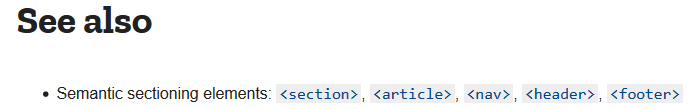 See also
• Semantic sectioning elements: <section>, <article>, <nav>, <header>, <footer>